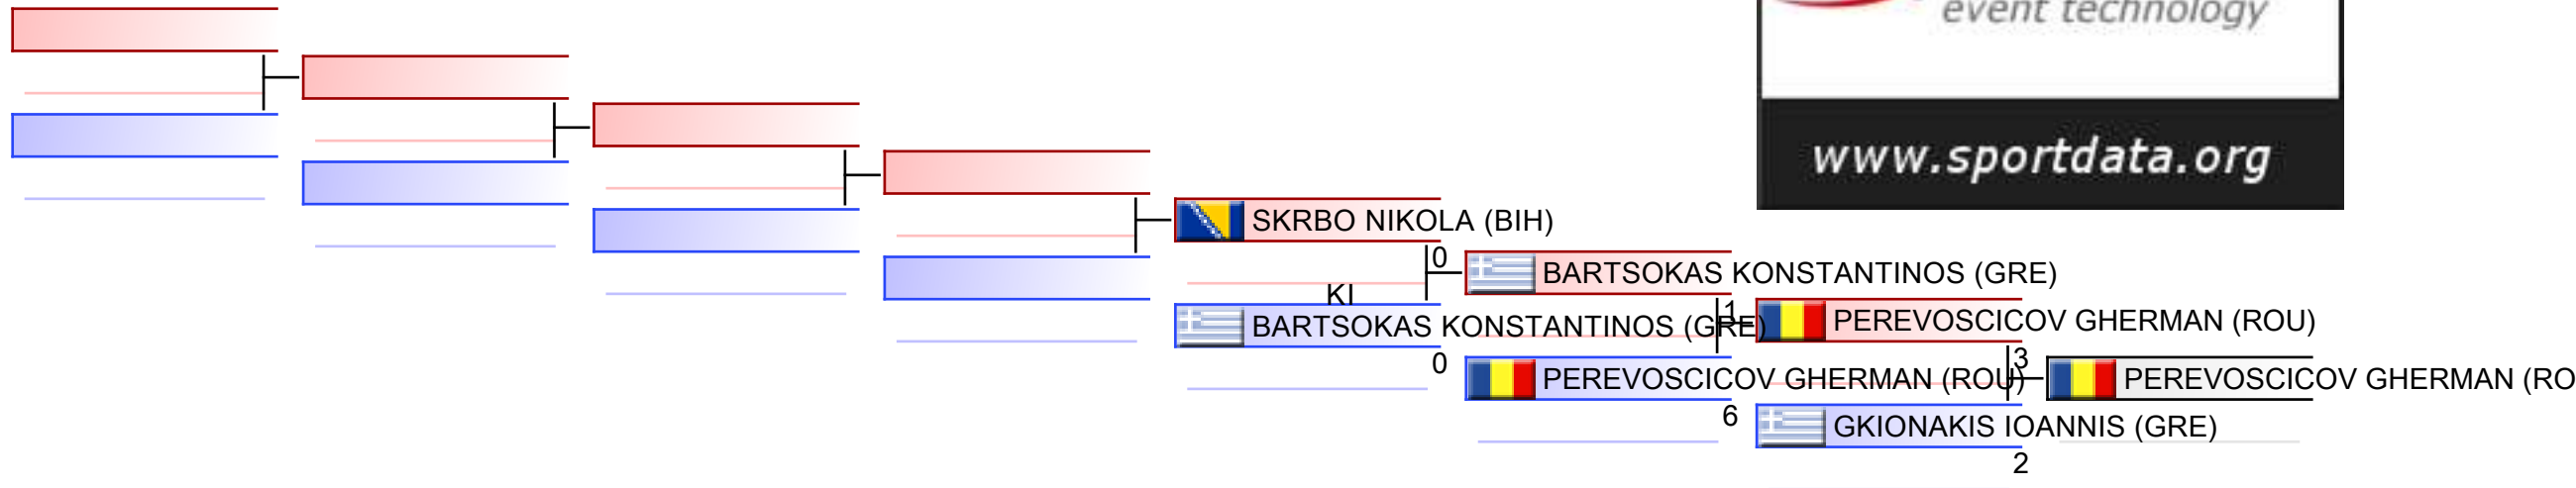 event technology
www.sportdata.org
SKRBO NIKOLA (BIH)
0
BARTSOKAS KONSTANTINOS (GRE)
KI
BARTSOKAS KONSTANTINOS (GRE)
0
1
PEREVOSCICOV GHERMAN (ROU)
PEREVOSCICOV GHERMAN (ROU)
6
3
PEREVOSCICOV GHERMAN (RO
GKIONAKIS IOANNIS (GRE)
2